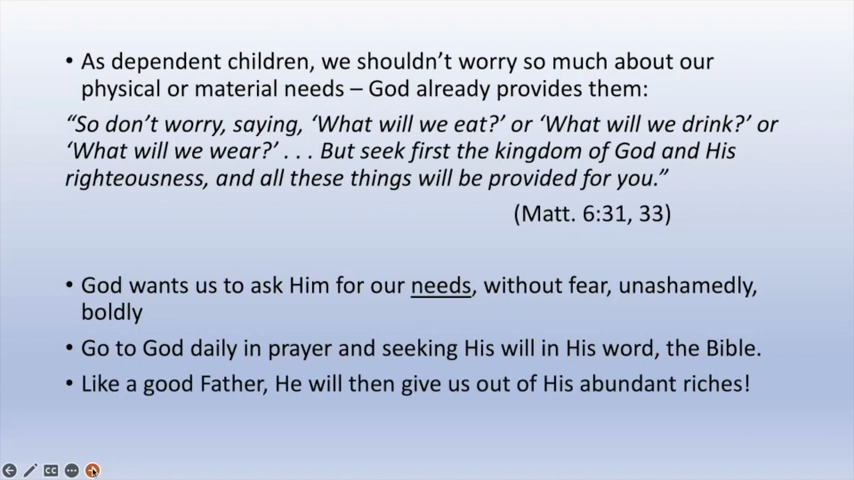 • As dependent children, we shouldn't worry so much about our
physical or material needs – God already provides them:
"So don't worry, saying, 'What will we eat?' or 'What will we drink?' or
'What will we wear?' . . . But seek first the kingdom of God and His
righteousness, and all these things will be provided for you."
(Matt. 6:31, 33)
• God wants us to ask Him for our needs, without fear, unashamedly,
boldly
• Go to God daily in prayer and seeking His will in His word, the Bible.
• Like a good Father, He will then give us out of His abundant riches!
CC